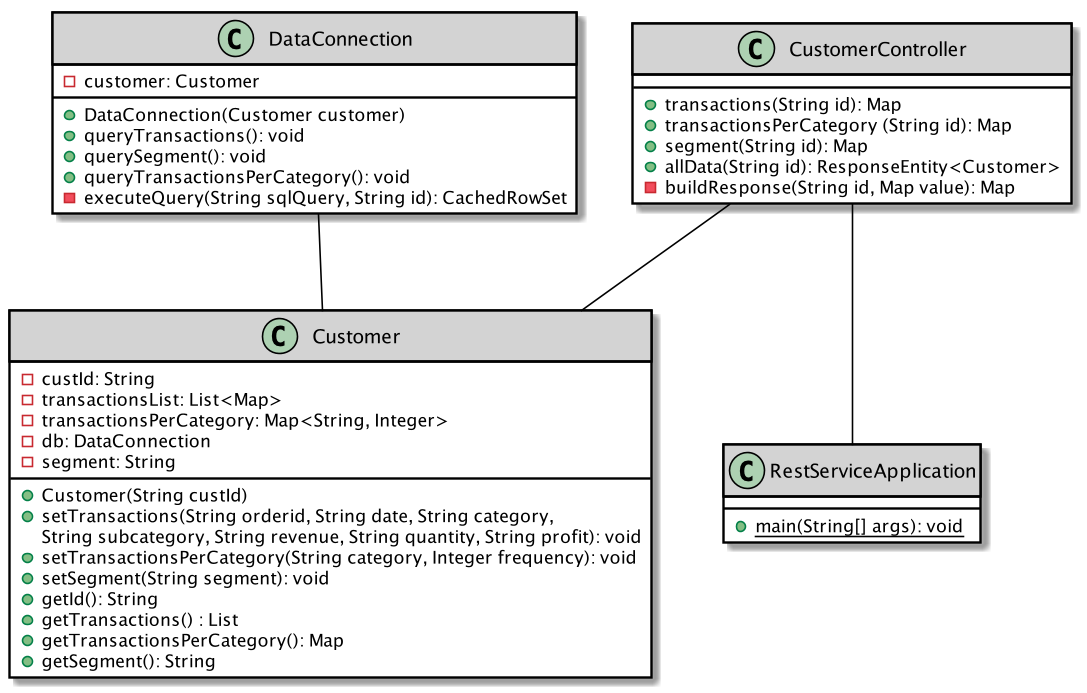 C DataConnection
customer: Customer
DataConnection(Customer customer)
queryTransactions(): void
querySegment(): void
queryTransactionsPerCategory(): void
executeQuery(String sqlQuery, String id): CachedRowSet
C CustomerController
transactions(String id): Map
transactionsPerCategory (String id): Map
segment(String id): Map
allData(String id): ResponseEntity<Customer>
buildResponse(String id, Map value): Map
C Customer
custId: String
transactionsList: List<Map>
transactionsPerCategory: Map<String, Integer>
db: DataConnection
segment: String
Customer(String custId)
setTransactions(String orderid, String date, String category,
String subcategory, String revenue, String quantity, String profit): void
setTransactionsPerCategory(String category, Integer frequency): void
setSegment(String segment): void
getId(): String
getTransactions() : List
getTransactionsPerCategory(): Map
getSegment(): String
C RestServiceApplication
main(String[] args): void